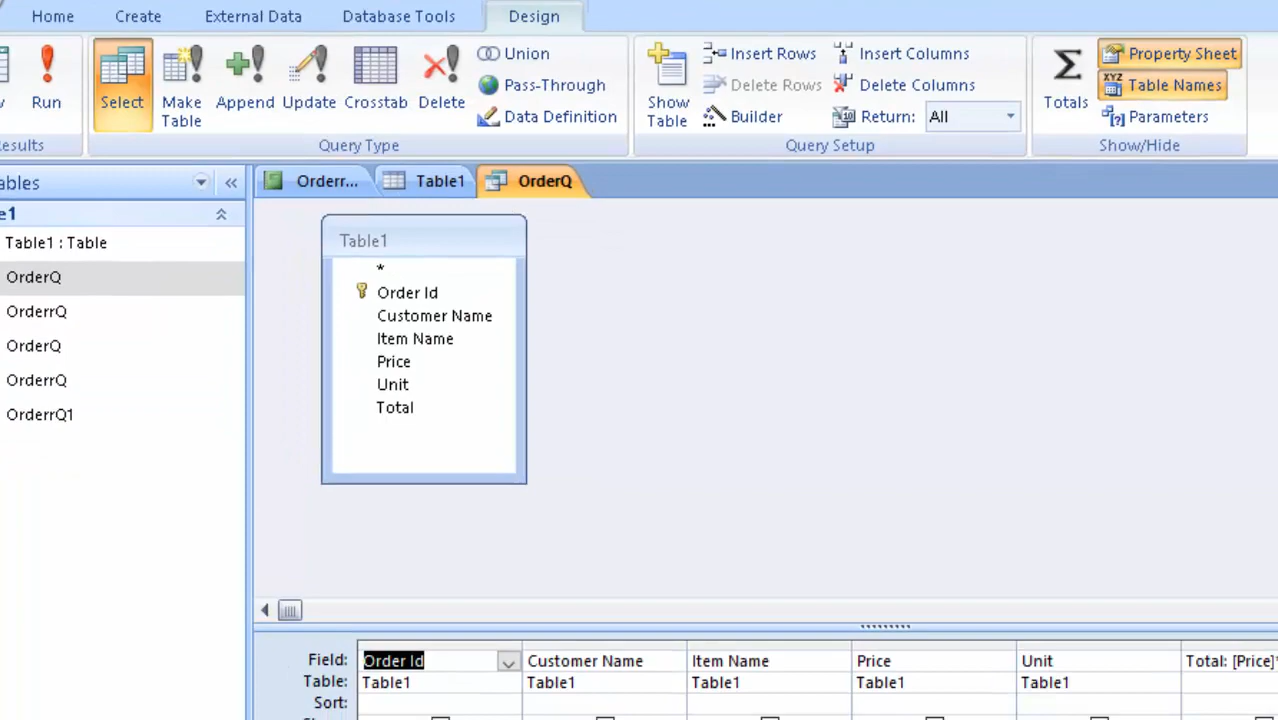 Home Create External Data Database Tools Design
Run Select Make Table Append Update Crosstab Delete
Union
Pass-Through
Data Definition
Show Table
Insert Rows
Delete Rows
Builder
Insert Columns
Delete Columns
Return: All
Totals
Property Sheet
XYZ
Table Names
Parameters
Query Type Query Setup Show/Hide
Orderr... Table1 OrderQ
Table1 : Table
OrderQ
OrderrQ
OrderQ
OrderrQ
OrderrQ1
Table1
*
Order Id
Customer Name
Item Name
Price
Unit
Total
Field: Order Id Customer Name Item Name Price Unit Total: [Price]
Table: Table1 Table1 Table1 Table1 Table1
Sort: